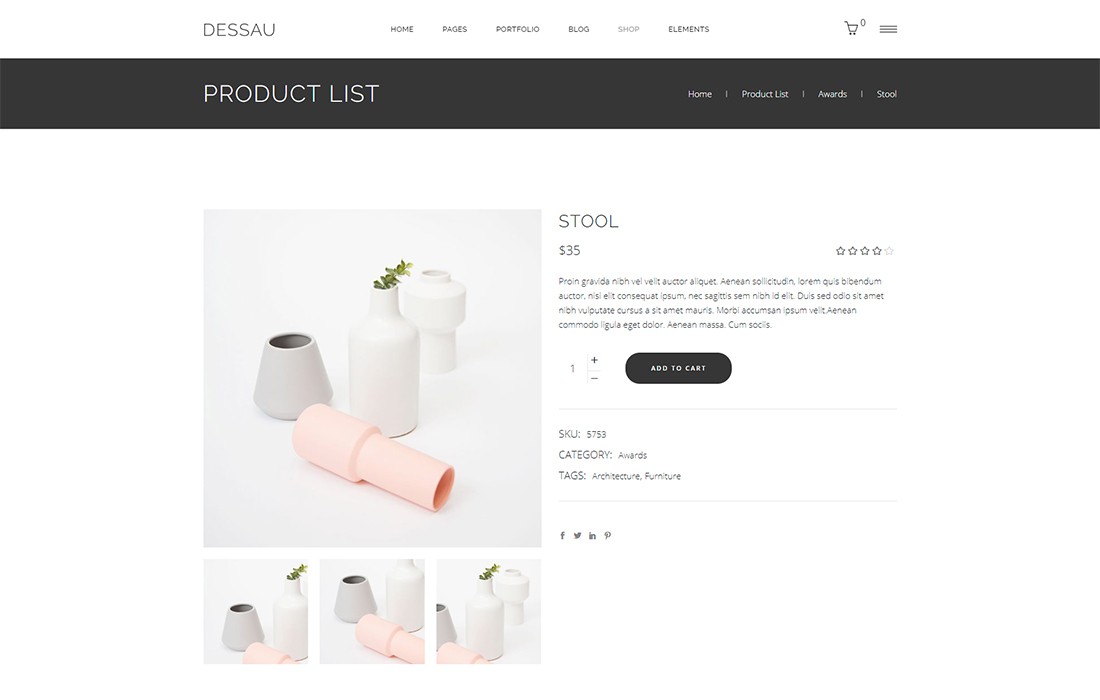 DESSAU
HOME PAGES PORTFOLIO BLOG SHOP ELEMENTS
0
PRODUCT LIST
Home | Product List | Awards | Stool
STOOL
$35
Proin gravida nibh vel velit auctor aliquet. Aenean sollicitudin, lorem quis bibendum
auctor, nisi elit consequat ipsum, nec sagittis sem nibh id elit. Duis sed odio sit amet
nibh vulputate cursus a sit amet mauris. Morbi accumsan ipsum velit.Aenean
commodo ligula eget dolor. Aenean massa. Cum sociis.
1 + −
ADD TO CART
SKU: 5753
CATEGORY: Awards
TAGS: Architecture, Furniture